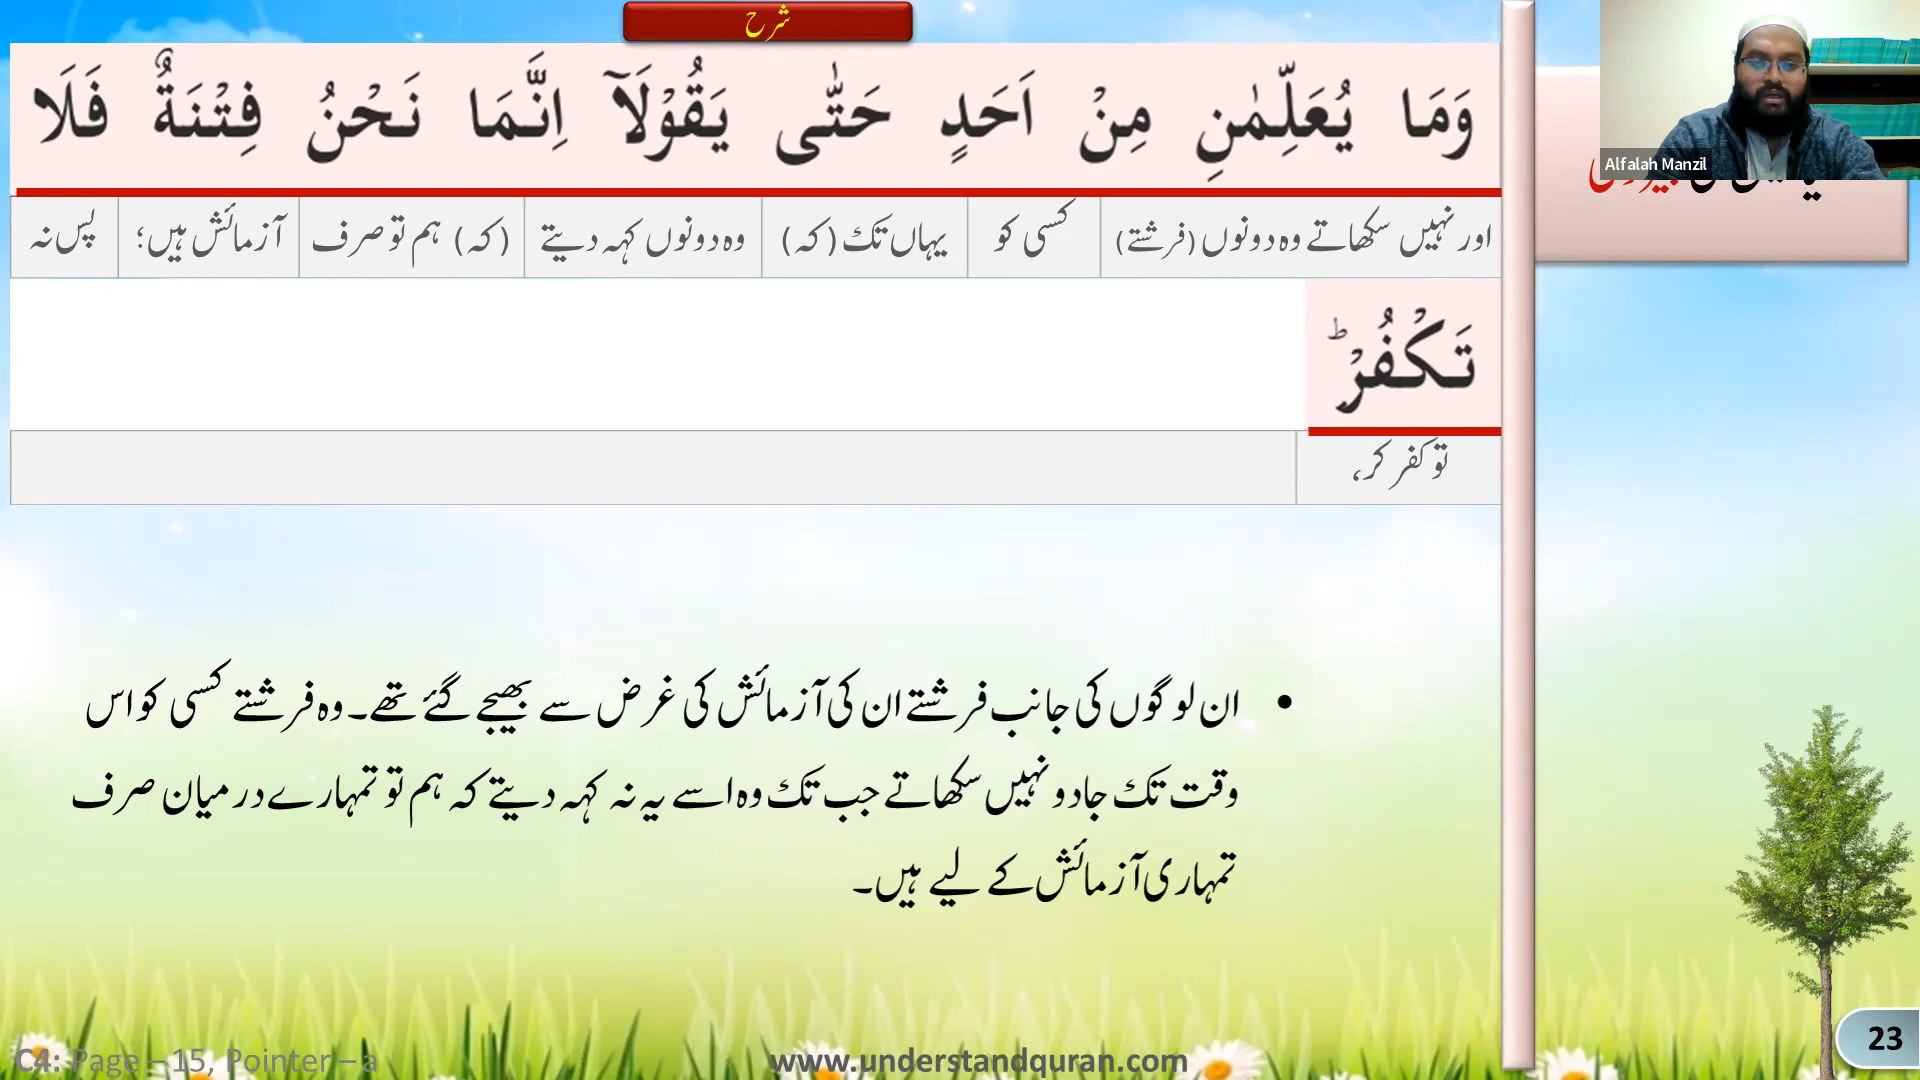 شرح
وَمَا یُعَلِّمٰنِ مِنْ اَحَدٍ حَتّٰی یَقُوْلَاۤ اِنَّمَا نَحْنُ فِتْنَةٌ فَلَا
اور نہیں سکھاتے وہ دونوں (فرشتے) کسی کو یہاں تک (کہ) وہ دونوں کہہ دیتے (کہ) ہم تو صرف آزمائش ہیں؛ پس نہ
تَکْفُرْ ؕ
تو کفر کر،
Alfalah Manzil
• ان لوگوں کی جانب فرشتے ان کی آزمائش کی غرض سے بھیجے گئے تھے۔ وہ فرشتے کسی کو اس
وقت تک جادو نہیں سکھاتے جب تک وہ اسے یہ نہ کہہ دیتے کہ ہم تو تمہارے درمیان صرف
تمہاری آزمائش کے لیے ہیں۔
C4: Page – 15, Pointer – a
www.understandquran.com
23